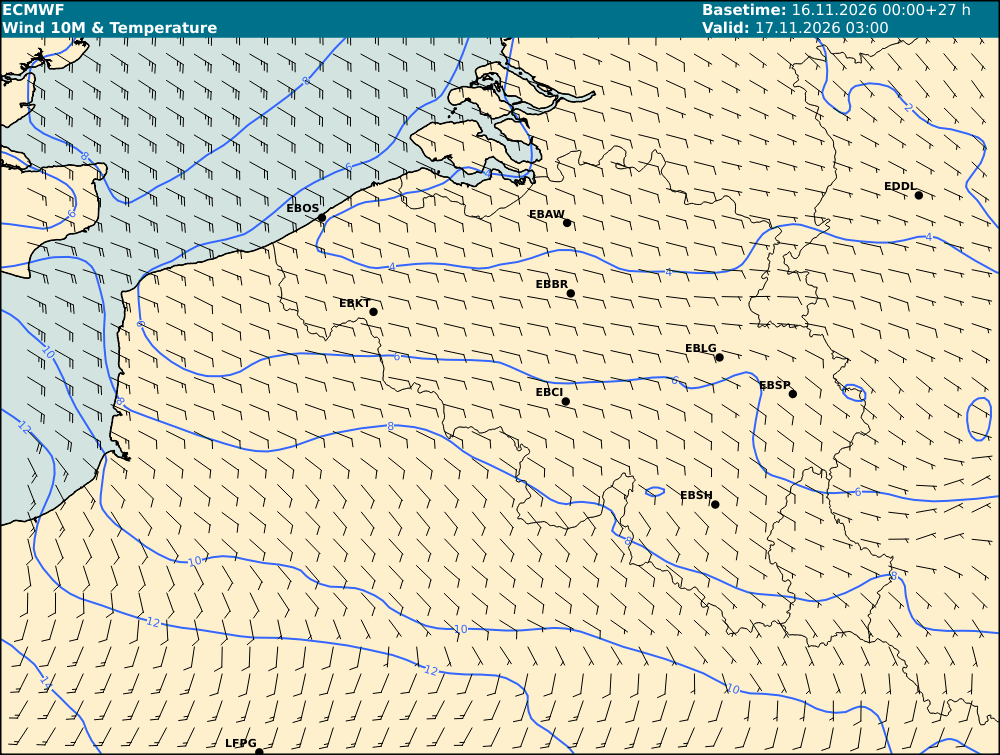 ECMWF
Basetime: 16.11.2026 00:00+27 h
Wind 10M & Temperature
Valid: 17.11.2026 03:00
8
2
8
6
4
EDDL
6
EBOS
EBAW
4
4
4
EBBR
EBKT
6
10
EBLG
6
6
EBSP
EBCI
8
8
12
6
EBSH
8
10
8
12
10
12
14
10
LFPG